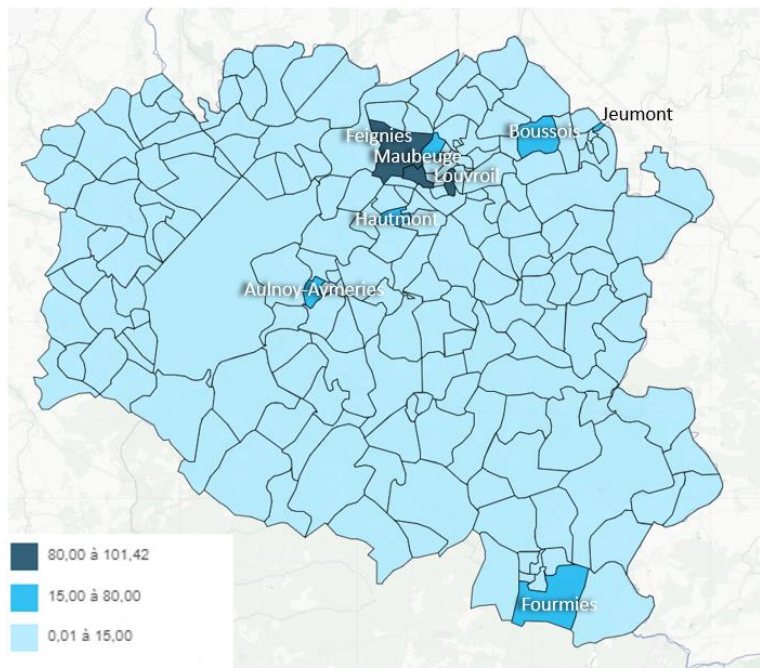 Jeumont
Boussois
Feignies
Maubeuge
Louvroil
Hautmont
Aulnoy-Aymeries
80,00 à 101,42
15,00 à 80,00
0,01 à 15,00
Fourmies